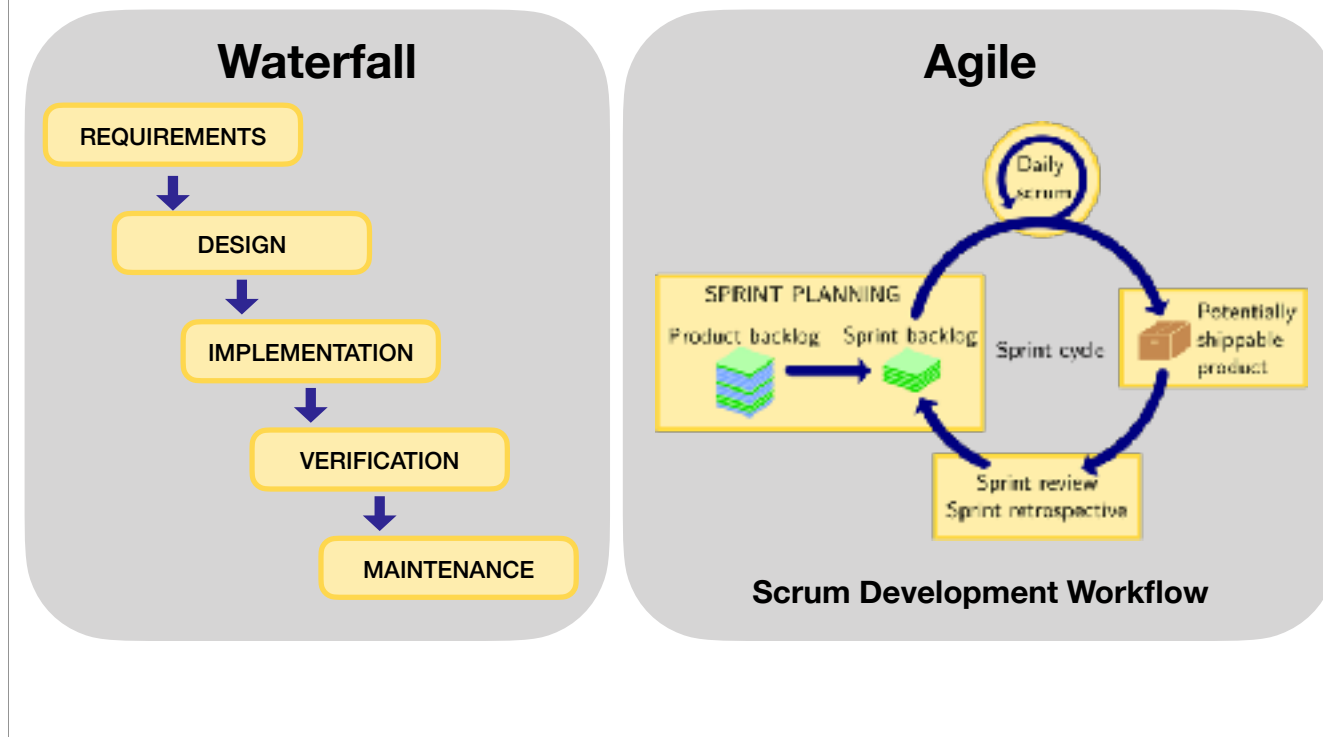 Waterfall
REQUIREMENTS
DESIGN
IMPLEMENTATION
VERIFICATION
MAINTENANCE
Agile
Daily
scrum
SPRINT PLANNING
Product backlog
Sprint backlog
Sprint cycle
Potentially
shippable
product
Sprint review
Sprint retrospective
Scrum Development Workflow